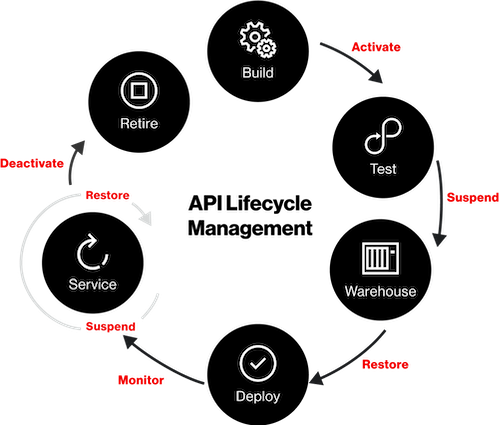 Build
Activate
Retire
Test
Deactivate
Restore
Suspend
API Lifecycle
Management
Service
Warehouse
Suspend
Restore
Monitor
Deploy